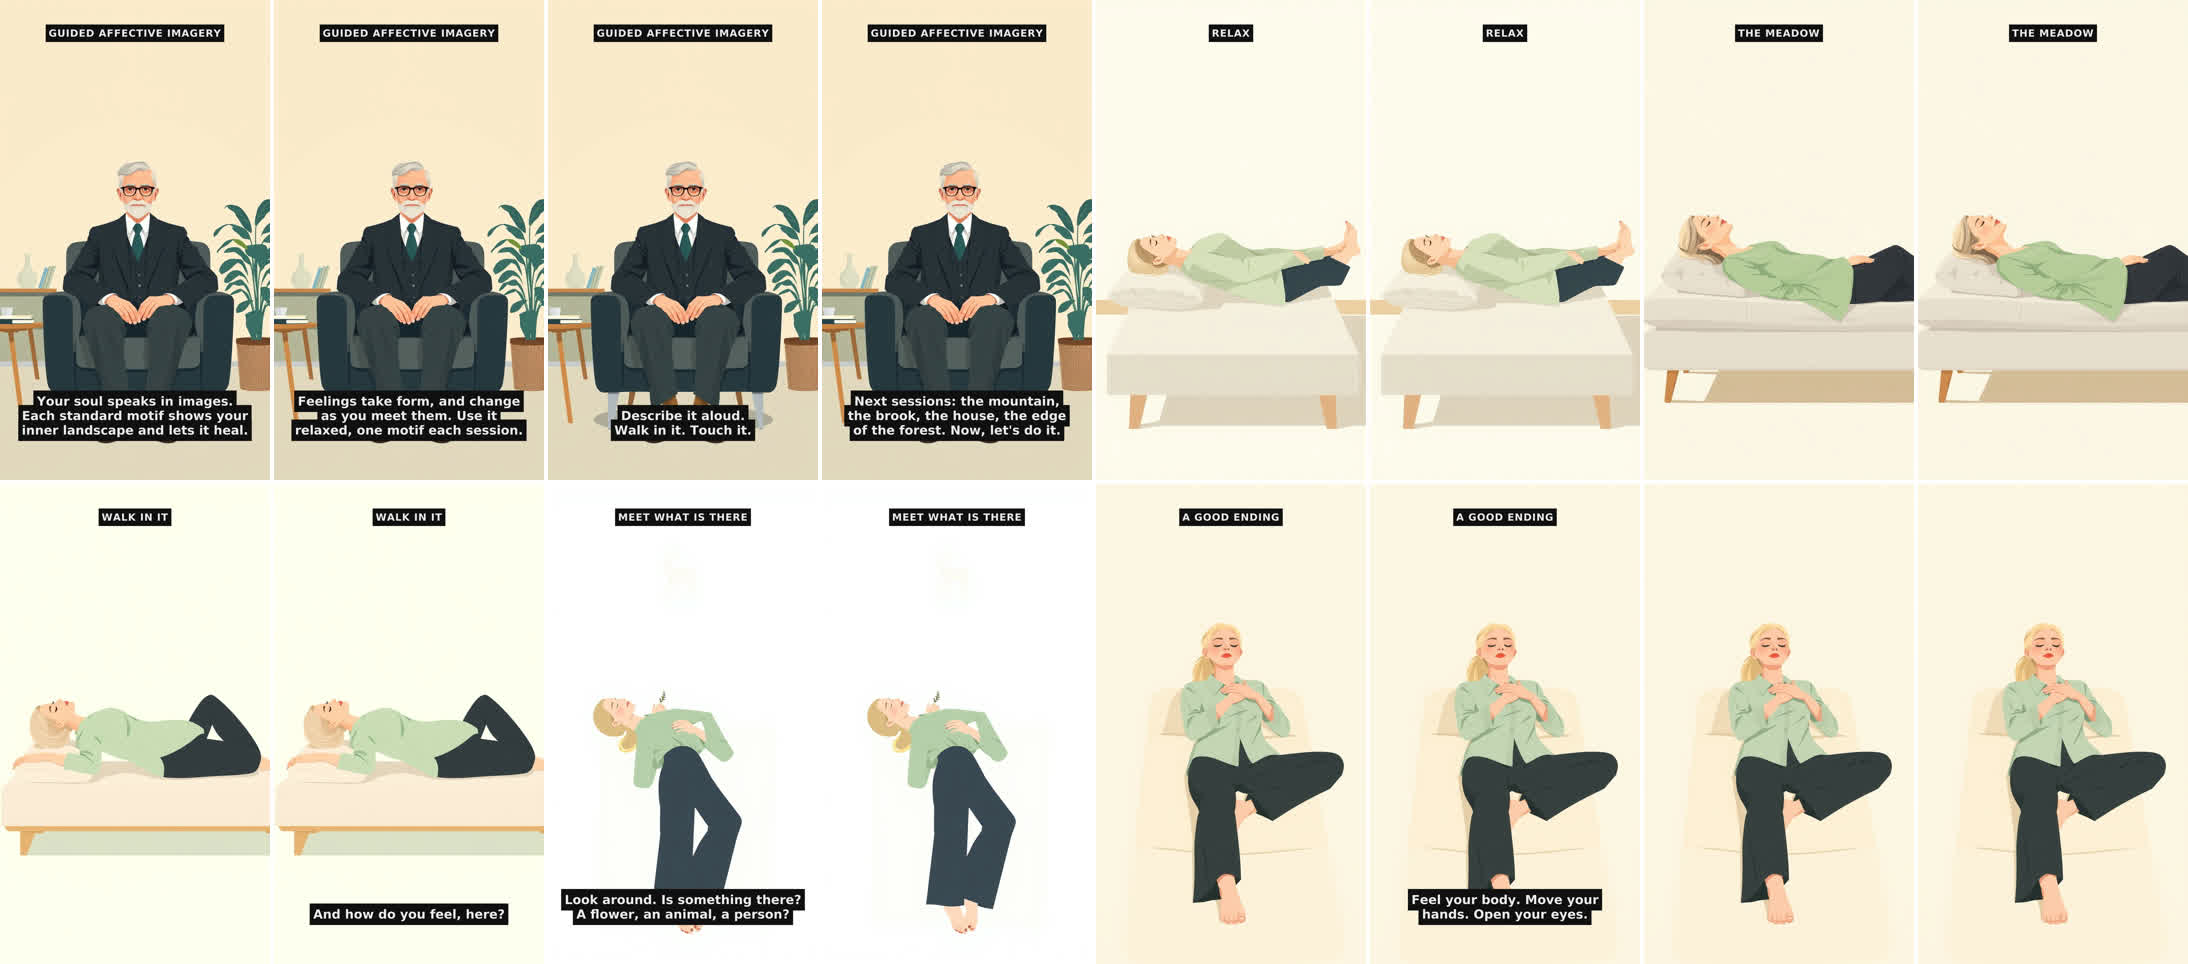 GUIDED AFFECTIVE IMAGERY
Your soul speaks in images.
Each standard motif shows your
inner landscape and lets it heal.
GUIDED AFFECTIVE IMAGERY
Feelings take form, and change
as you meet them. Use it
relaxed, one motif each session.
GUIDED AFFECTIVE IMAGERY
Describe it aloud.
Walk in it. Touch it.
GUIDED AFFECTIVE IMAGERY
Next sessions: the mountain,
the brook, the house, the edge
of the forest. Now, let's do it.
RELAX
RELAX
THE MEADOW
THE MEADOW
WALK IN IT
WALK IN IT
And how do you feel, here?
MEET WHAT IS THERE
Look around. Is something there?
A flower, an animal, a person?
MEET WHAT IS THERE
A GOOD ENDING
A GOOD ENDING
Feel your body. Move your
hands. Open your eyes.